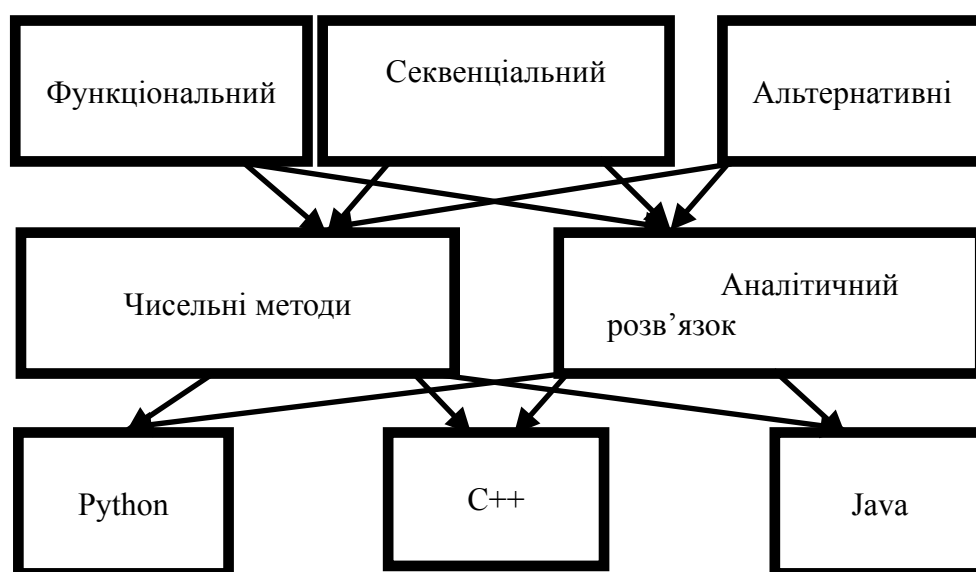 Функціональний
Секвенціальний
Альтернативні
Чисельні методи
Аналітичний
розв’язок
Python
C++
Java